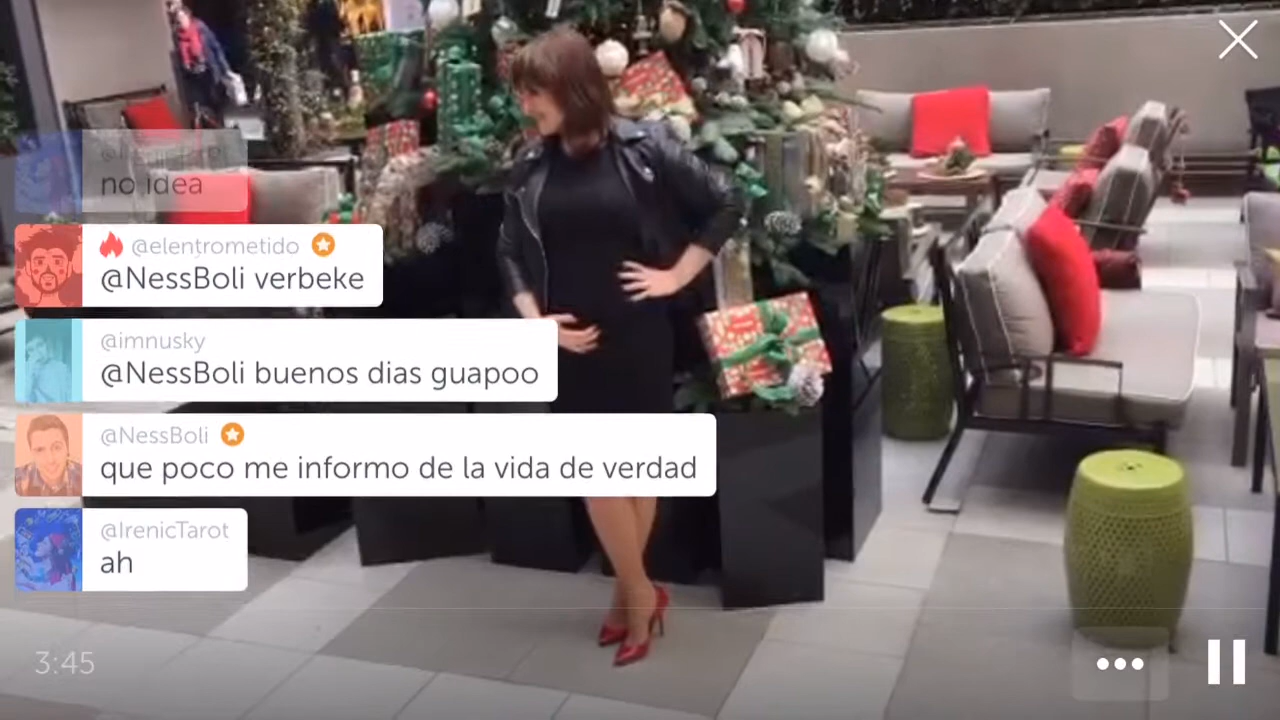 no idea
@elentrometido
@NessBoli verbeke
@imnusky
@NessBoli buenos dias guapoo
@NessBoli
que poco me informo de la vida de verdad
@IrenicTarot
ah
3:45